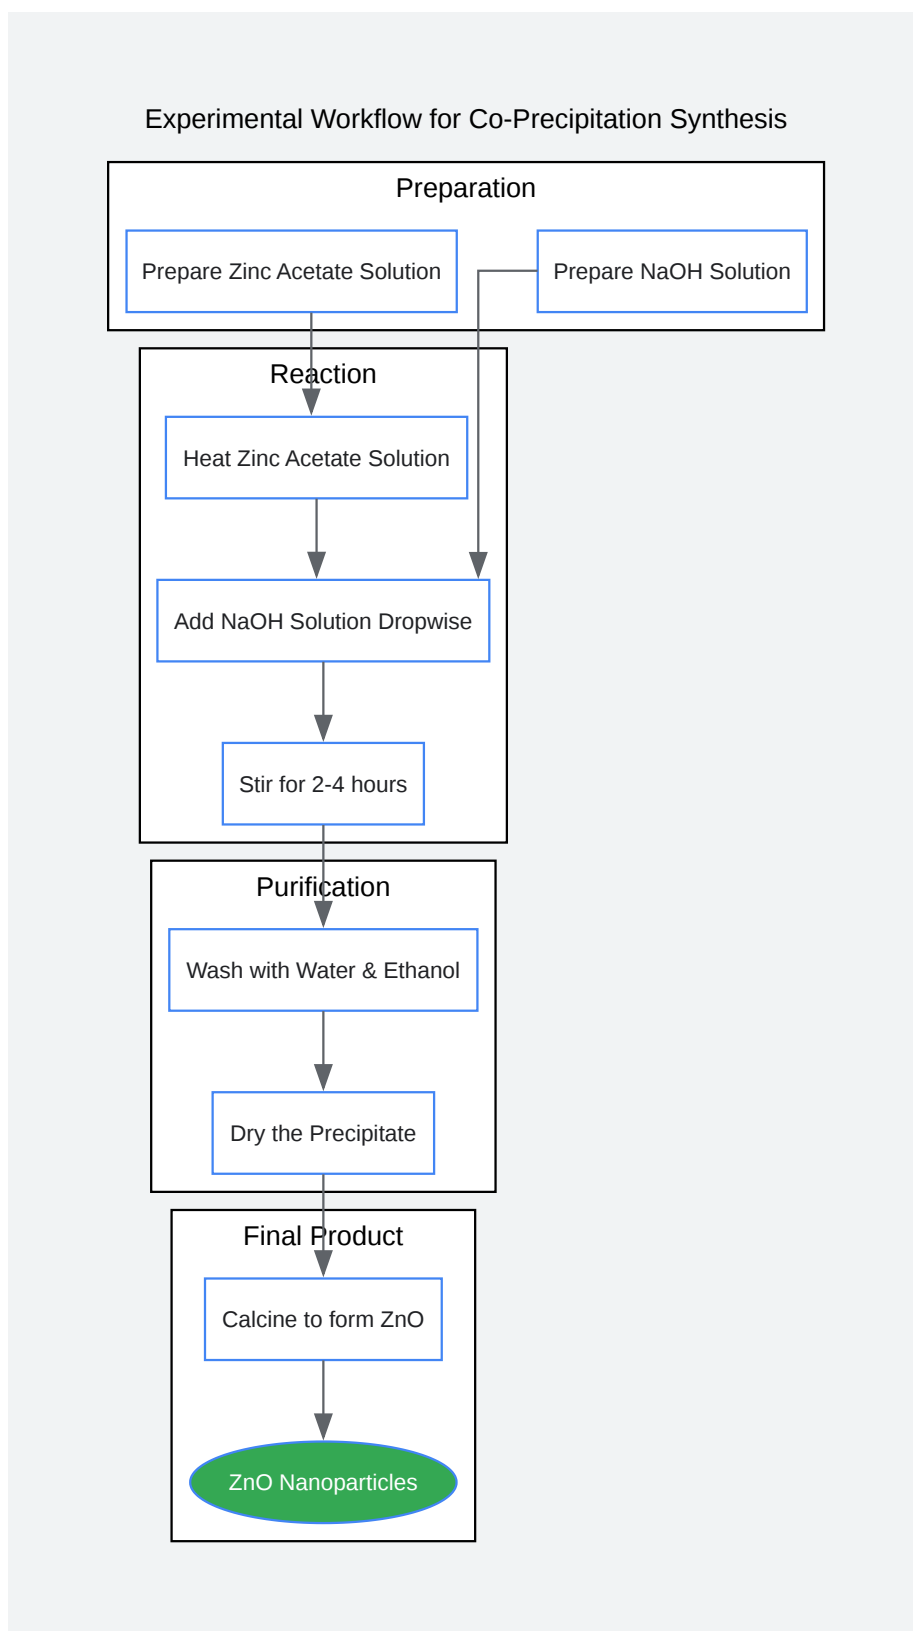 Experimental Workflow for Co-Precipitation Synthesis
Preparation
Prepare Zinc Acetate Solution
Prepare NaOH Solution
Reaction
Heat Zinc Acetate Solution
Add NaOH Solution Dropwise
Stir for 2-4 hours
Purification
Wash with Water & Ethanol
Dry the Precipitate
Final Product
Calcine to form ZnO
ZnO Nanoparticles